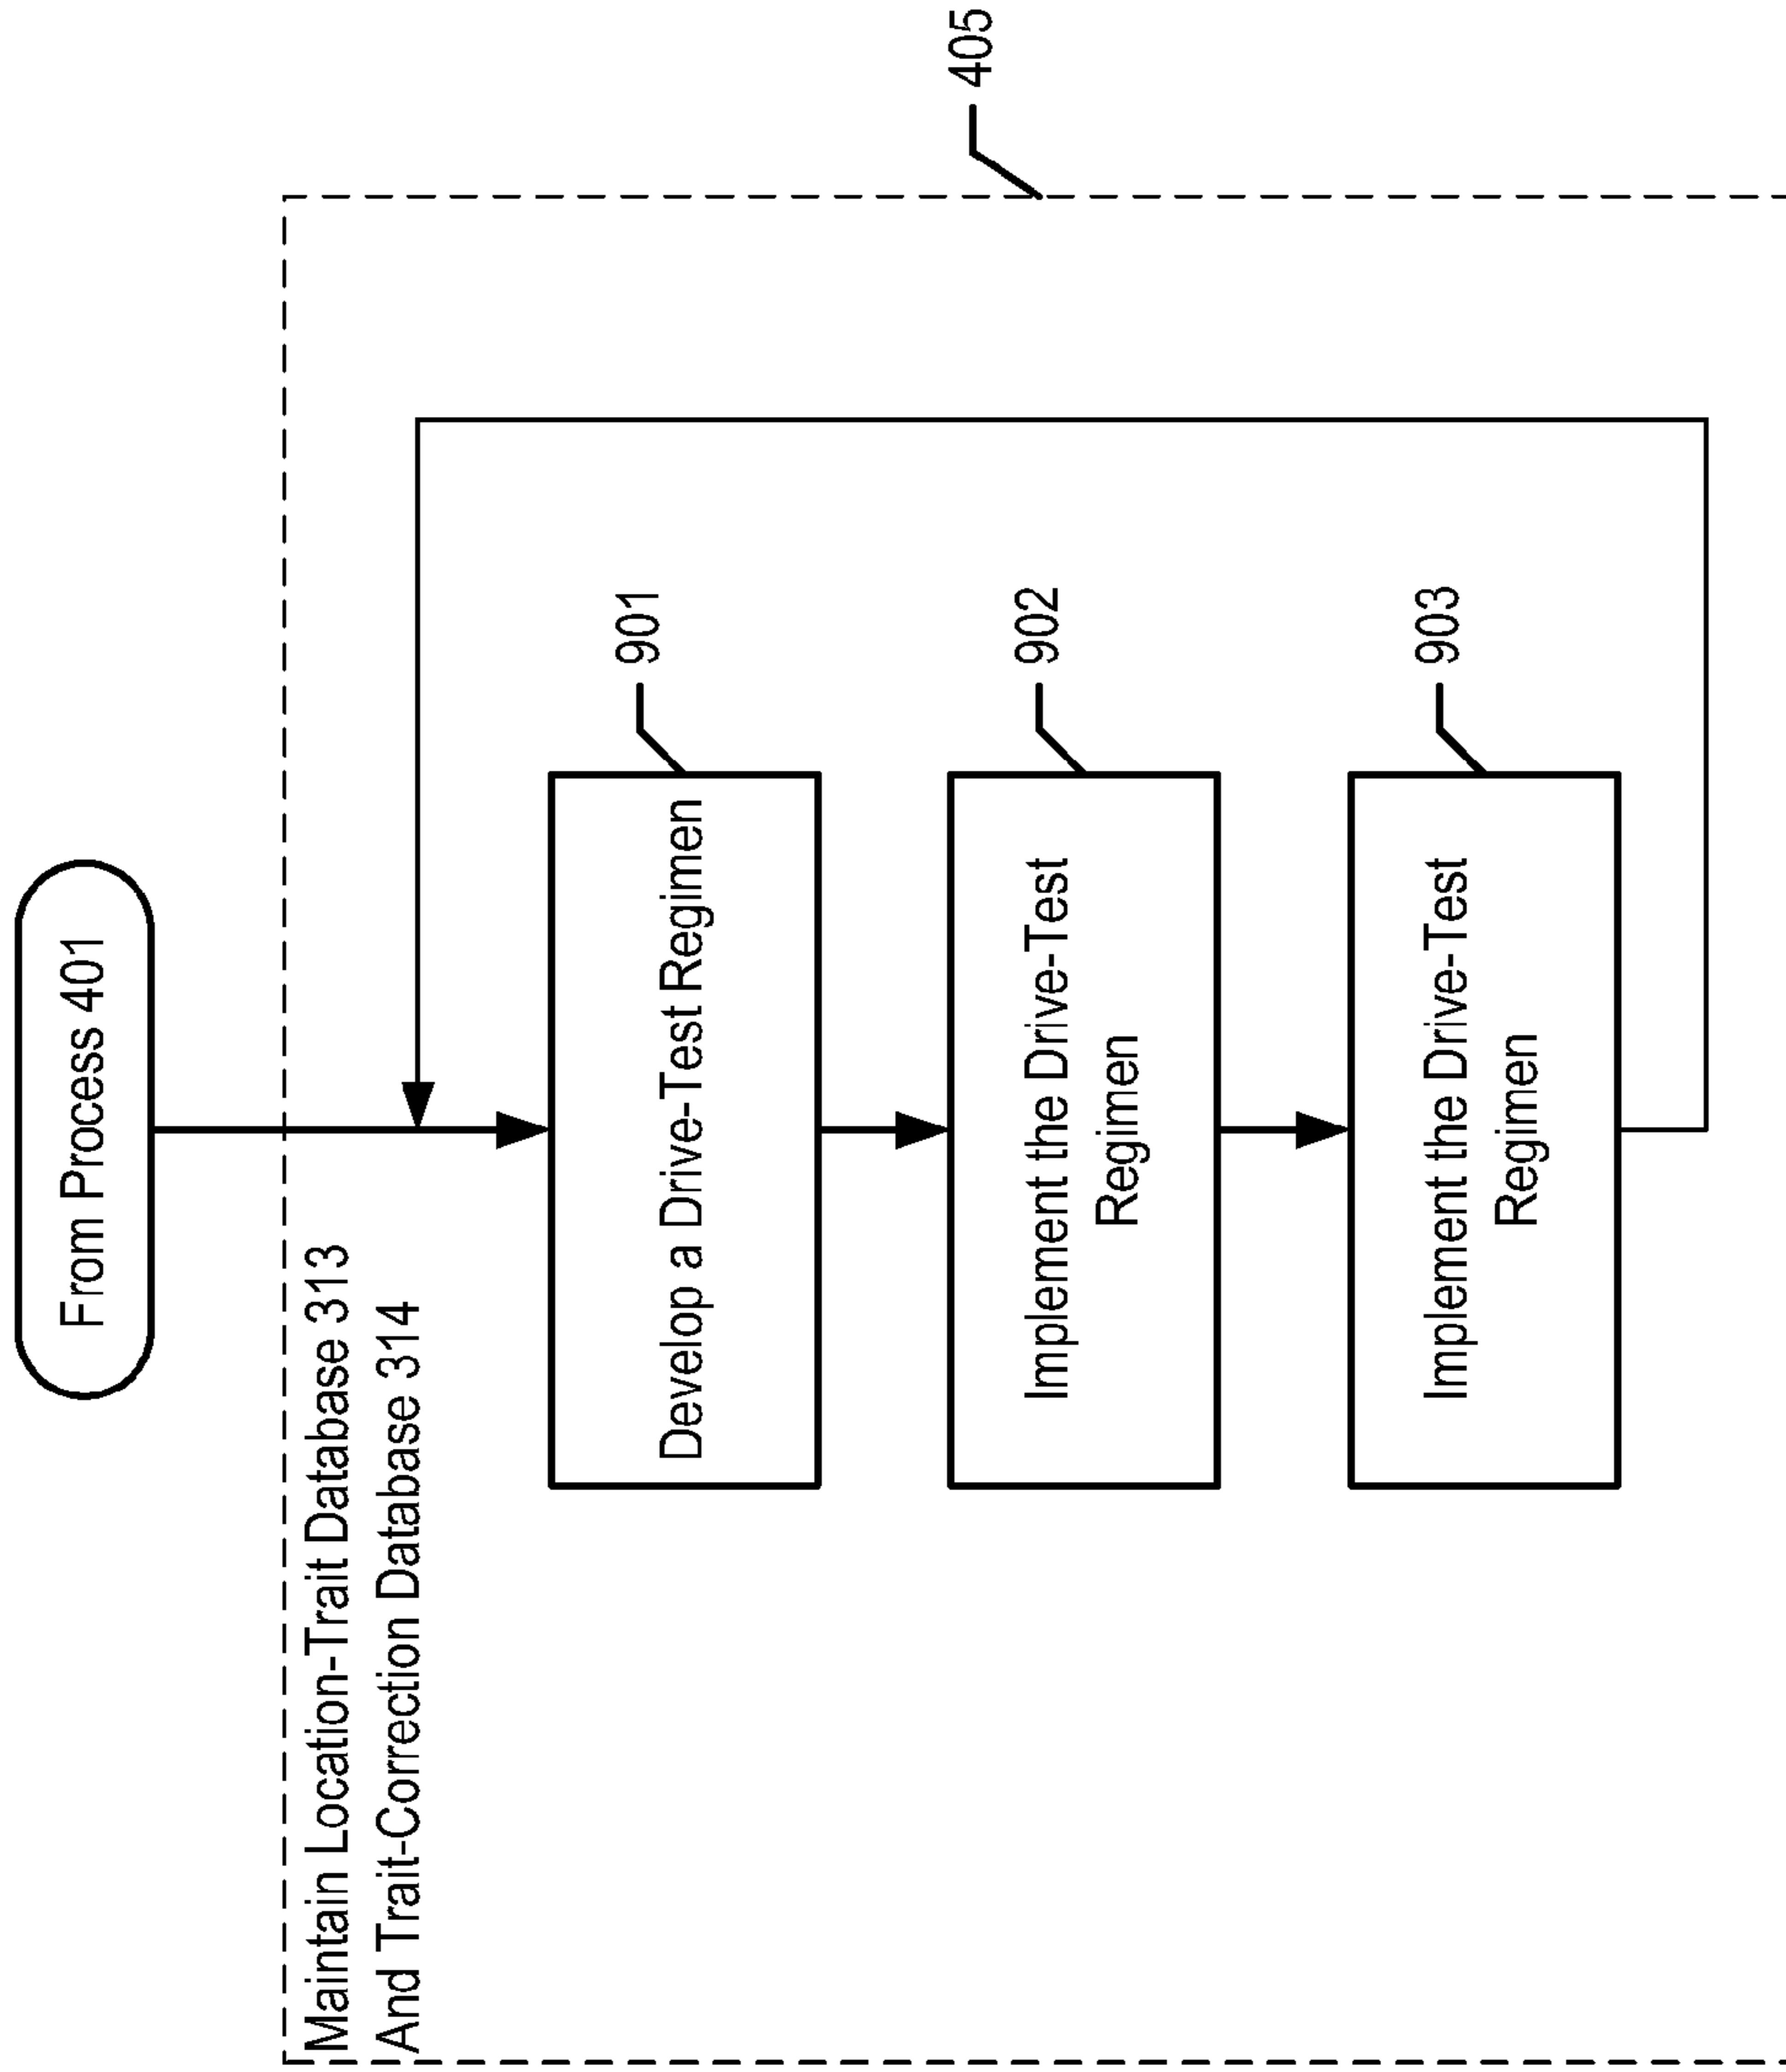 From Process 401
Maintain Location-Trait Database 313
And Trait-Correction Database 314
405
Develop a Drive-Test Regimen
901
Implement the Drive-Test
Regimen
902
Implement the Drive-Test
Regimen
903